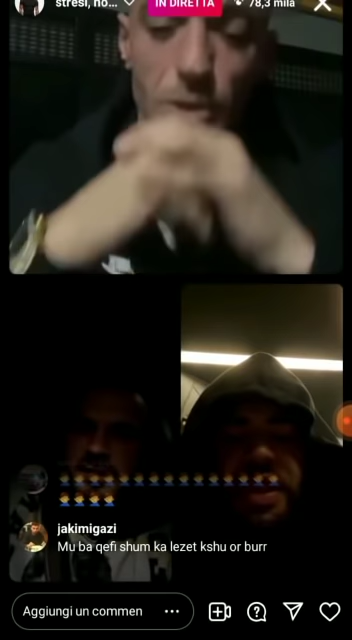 stresi, no...
IN DIRETTA
78,3 mila
jakimigazi
Mu ba qefi shum ka lezet kshu or burr
Aggiungi un commen